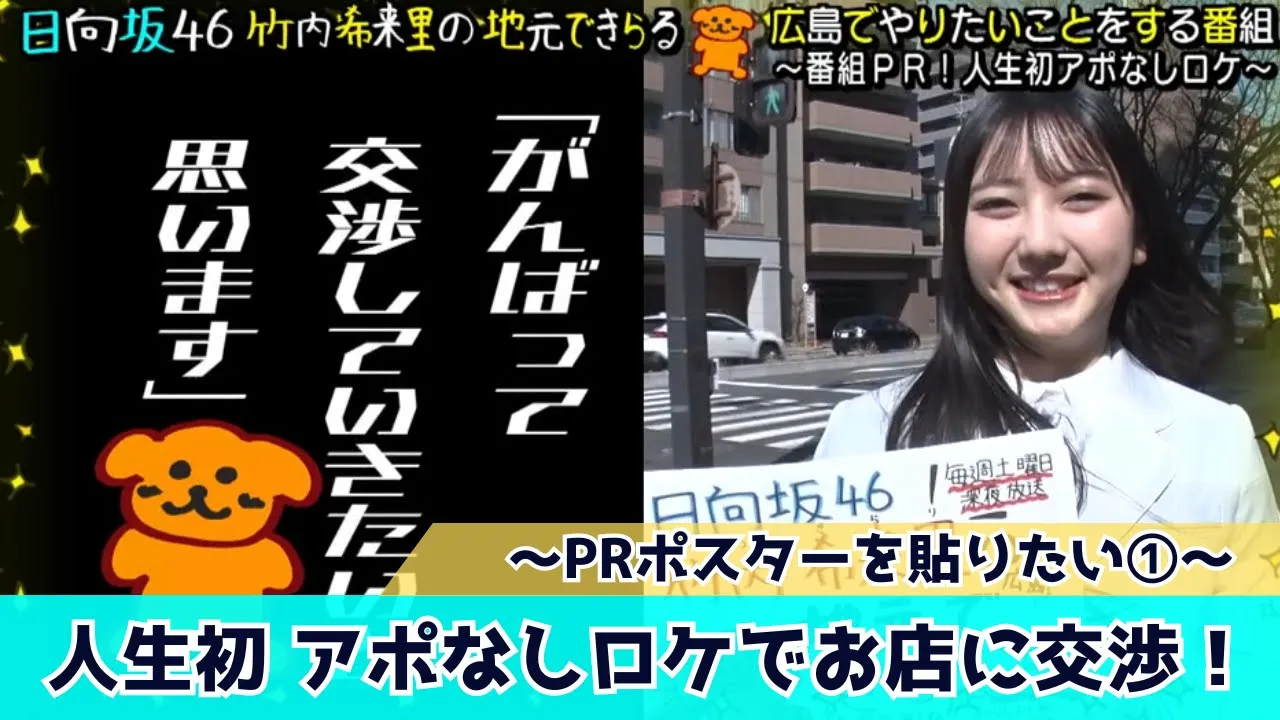 日向坂46 竹内希来里の地元できらる
広島でやりたいことをする番組
～番組PR！人生初アポなしロケ～
「がんばって
交渉していきたい
思います」
日向坂46
！
毎週土曜日
深夜放送
広島
～PRポスターを貼りたい①～
人生初 アポなしロケでお店に交渉！